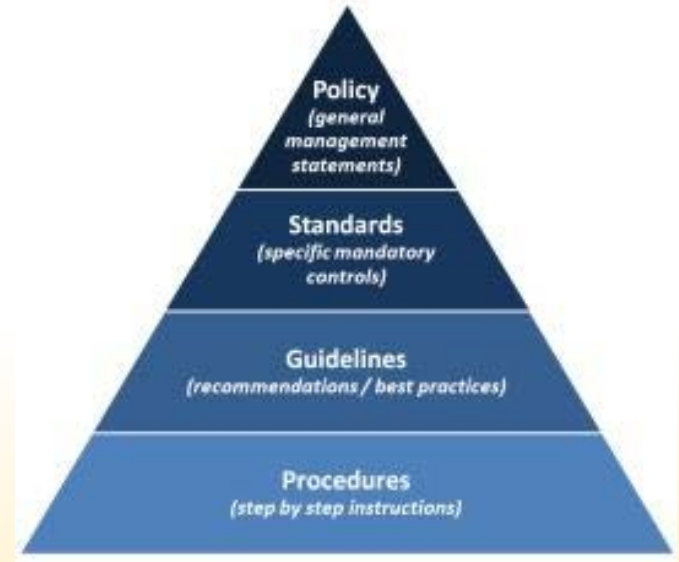 Policy
(general
management
statements)
Standards
(specific mandatory
controls)
Guidelines
(recommendations / best practices)
Procedures
(step by step instructions)